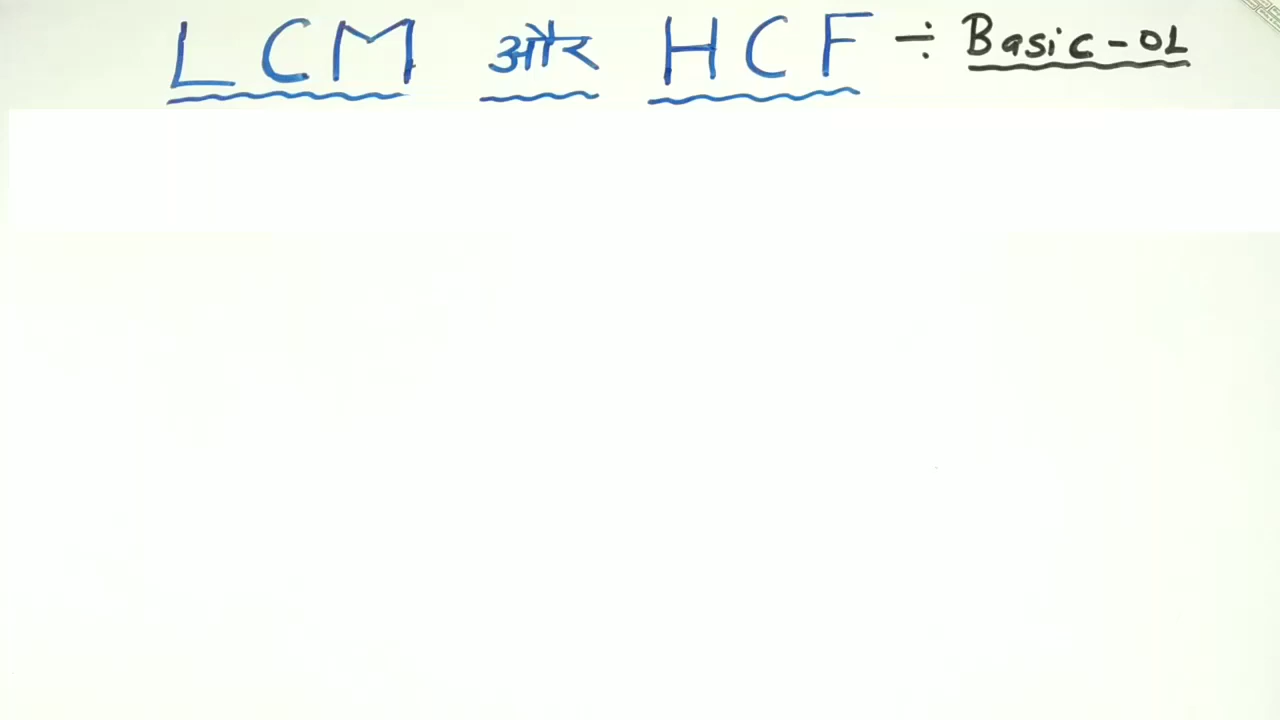 LCM और HCF ÷ Basic-01